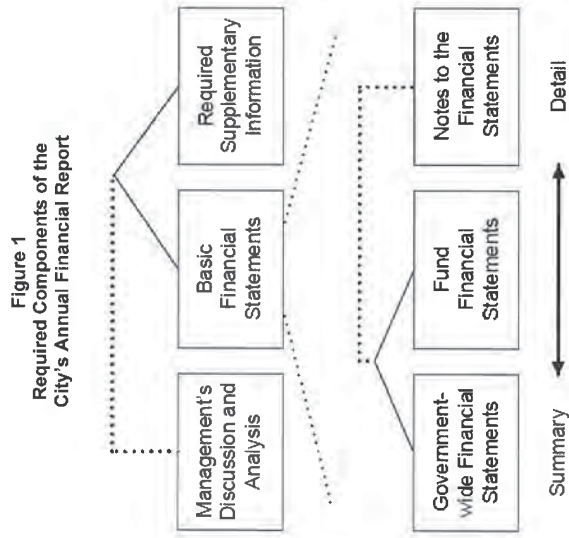 Figure 1
Required Components of the
City's Annual Financial Report
Management's
Discussion and
Analysis
Basic
Financial
Statements
Required
Supplementary
Information
Government-
wide Financial
Statements
Fund
Financial
Statements
Notes to the
Financial
Statements
Summary
Detail